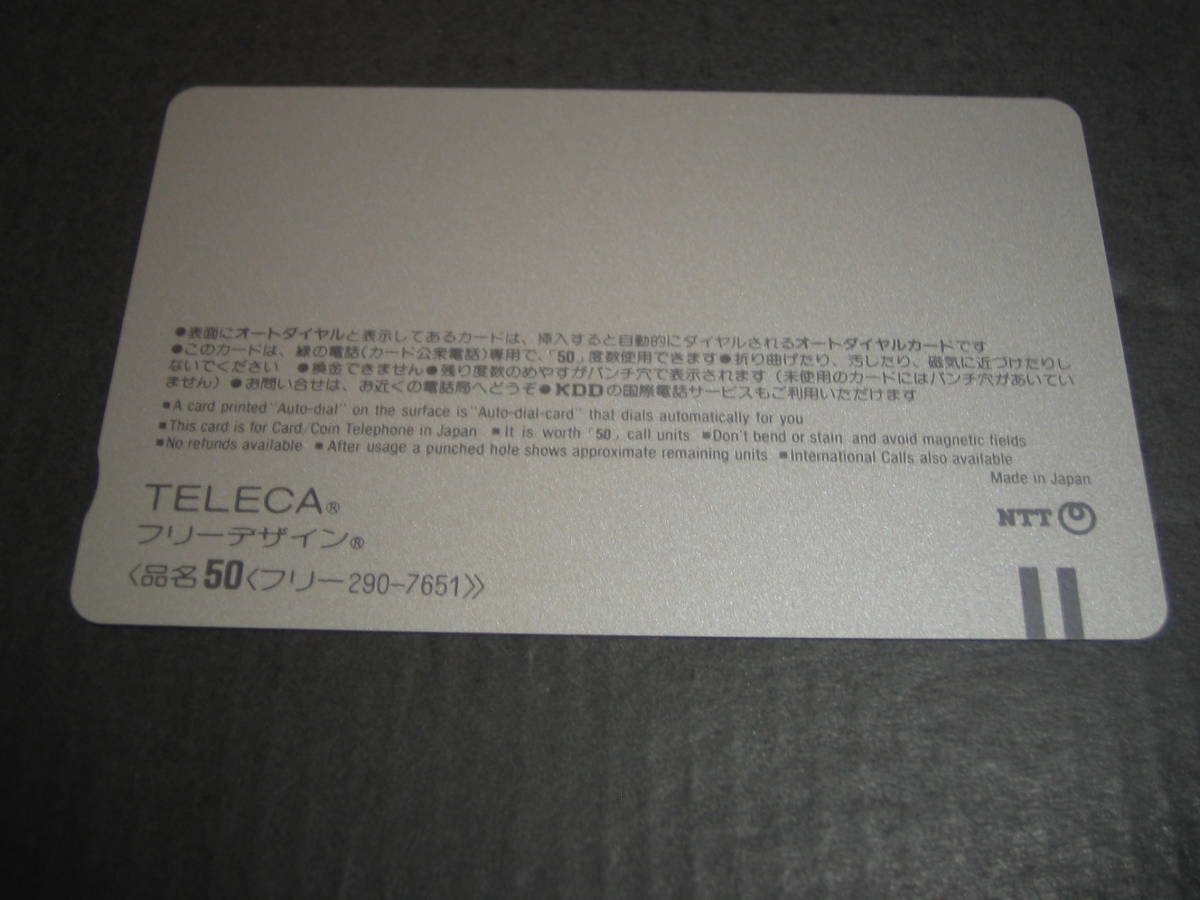 ●表面にオートダイヤルと表示してあるカードは、挿入すると自動的にダイヤルされるオートダイヤルカードです
●このカードは、緑の電話(カード公衆電話)専用で、「50」度数使用できます●折り曲げたり、汚したり、磁気に近づけたりし
ないでください ●換金できません●残り度数のめやすがパンチ穴で表示されます(未使用のカードにはパンチ穴があいてい
ません)●お問い合せは、お近くの電話局へどうぞ●KDDの国際電話サービスもご利用いただけます
■A card printed "Auto-dial" on the surface is "Auto-dial-card" that dials automatically for you
■This card is for Card/Coin Telephone in Japan ■It is worth「50」call units ■Don't bend or stain and avoid magnetic fields
■No refunds available ■After usage a punched hole shows approximate remaining units ■International Calls also available
Made in Japan
TELECA®
NTT
フリーデザイン®
〈品名50〈フリー290-7651〉〉